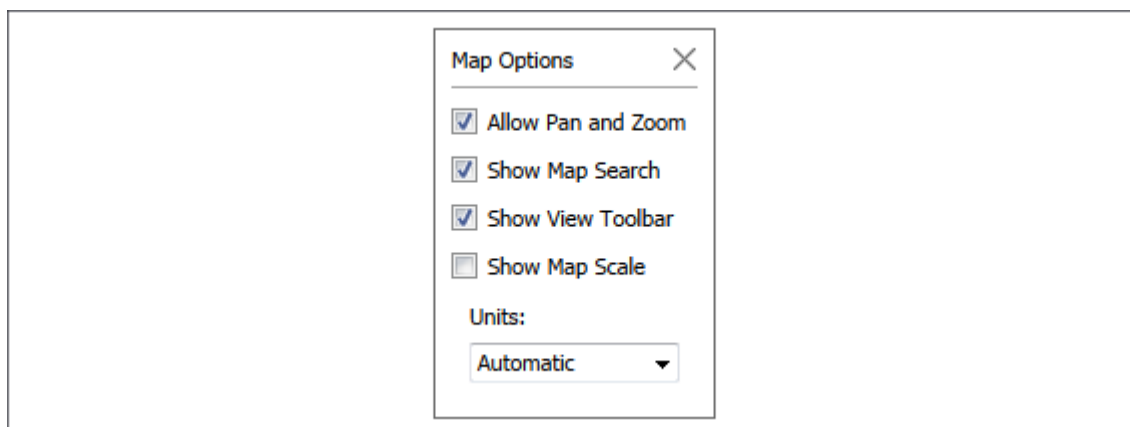 Map Options
Allow Pan and Zoom
Show Map Search
Show View Toolbar
Show Map Scale
Units:
Automatic